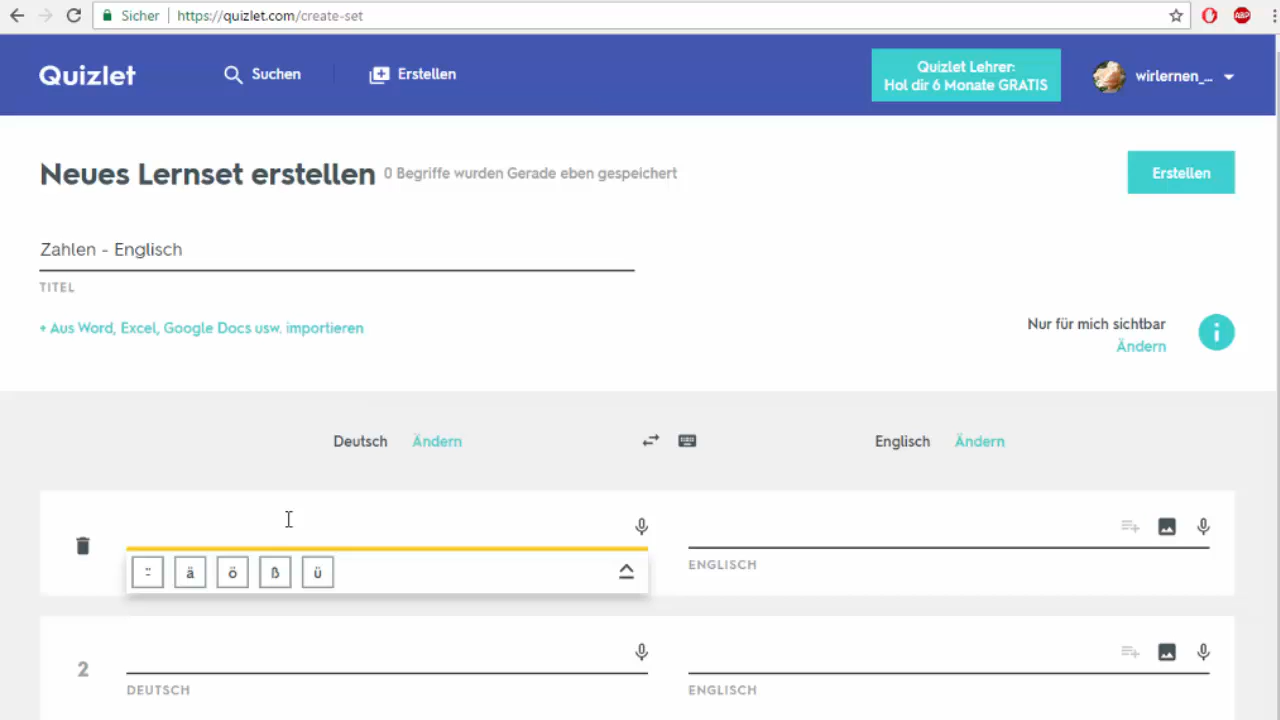 Sicher https://quizlet.com/create-set
ABP
Quizlet
Suchen
Erstellen
Quizlet Lehrer:
Hol dir 6 Monate GRATIS
wirlernen_...
Neues Lernset erstellen 0 Begriffe wurden Gerade eben gespeichert
Erstellen
Zahlen - Englisch
TITEL
+ Aus Word, Excel, Google Docs usw. importieren
Nur für mich sichtbar
Ändern
i
Deutsch Ändern
Englisch Ändern
ä ö ß ü
ENGLISCH
2
DEUTSCH
ENGLISCH